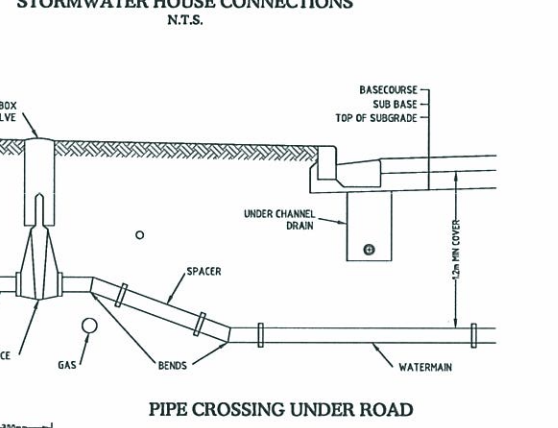 STORMWATER HOUSE CONNECTIONS
N.T.S.
BOX
BASECOURSE
SUB BASE
TOP OF SUBGRADE
UNDER CHANNEL
DRAIN
1.2m MIN COVER
SPACER
GAS
BENDS
WATERMAIN
PIPE CROSSING UNDER ROAD